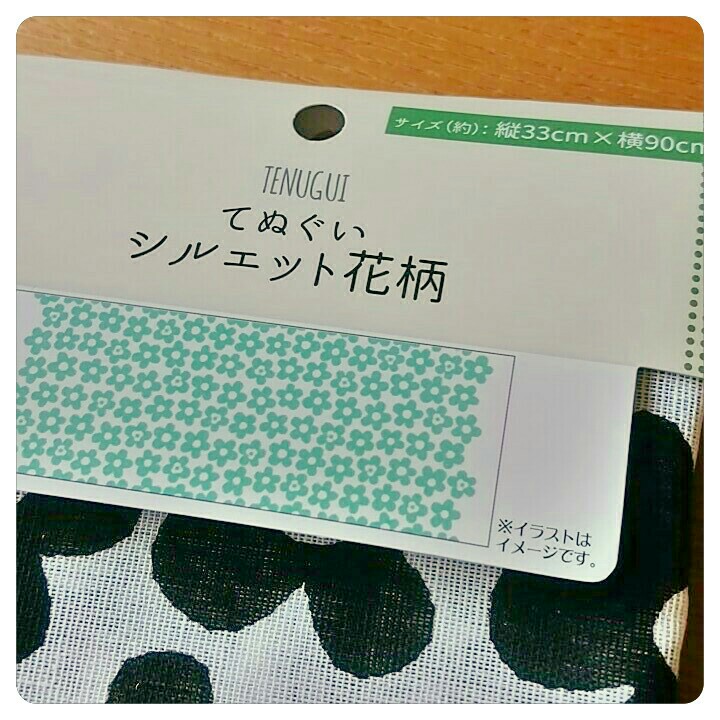 サイズ(約):縦33cm×横90cm
TENUGUI
てぬぐい
シルエット花柄
※イラストは
イメージです。